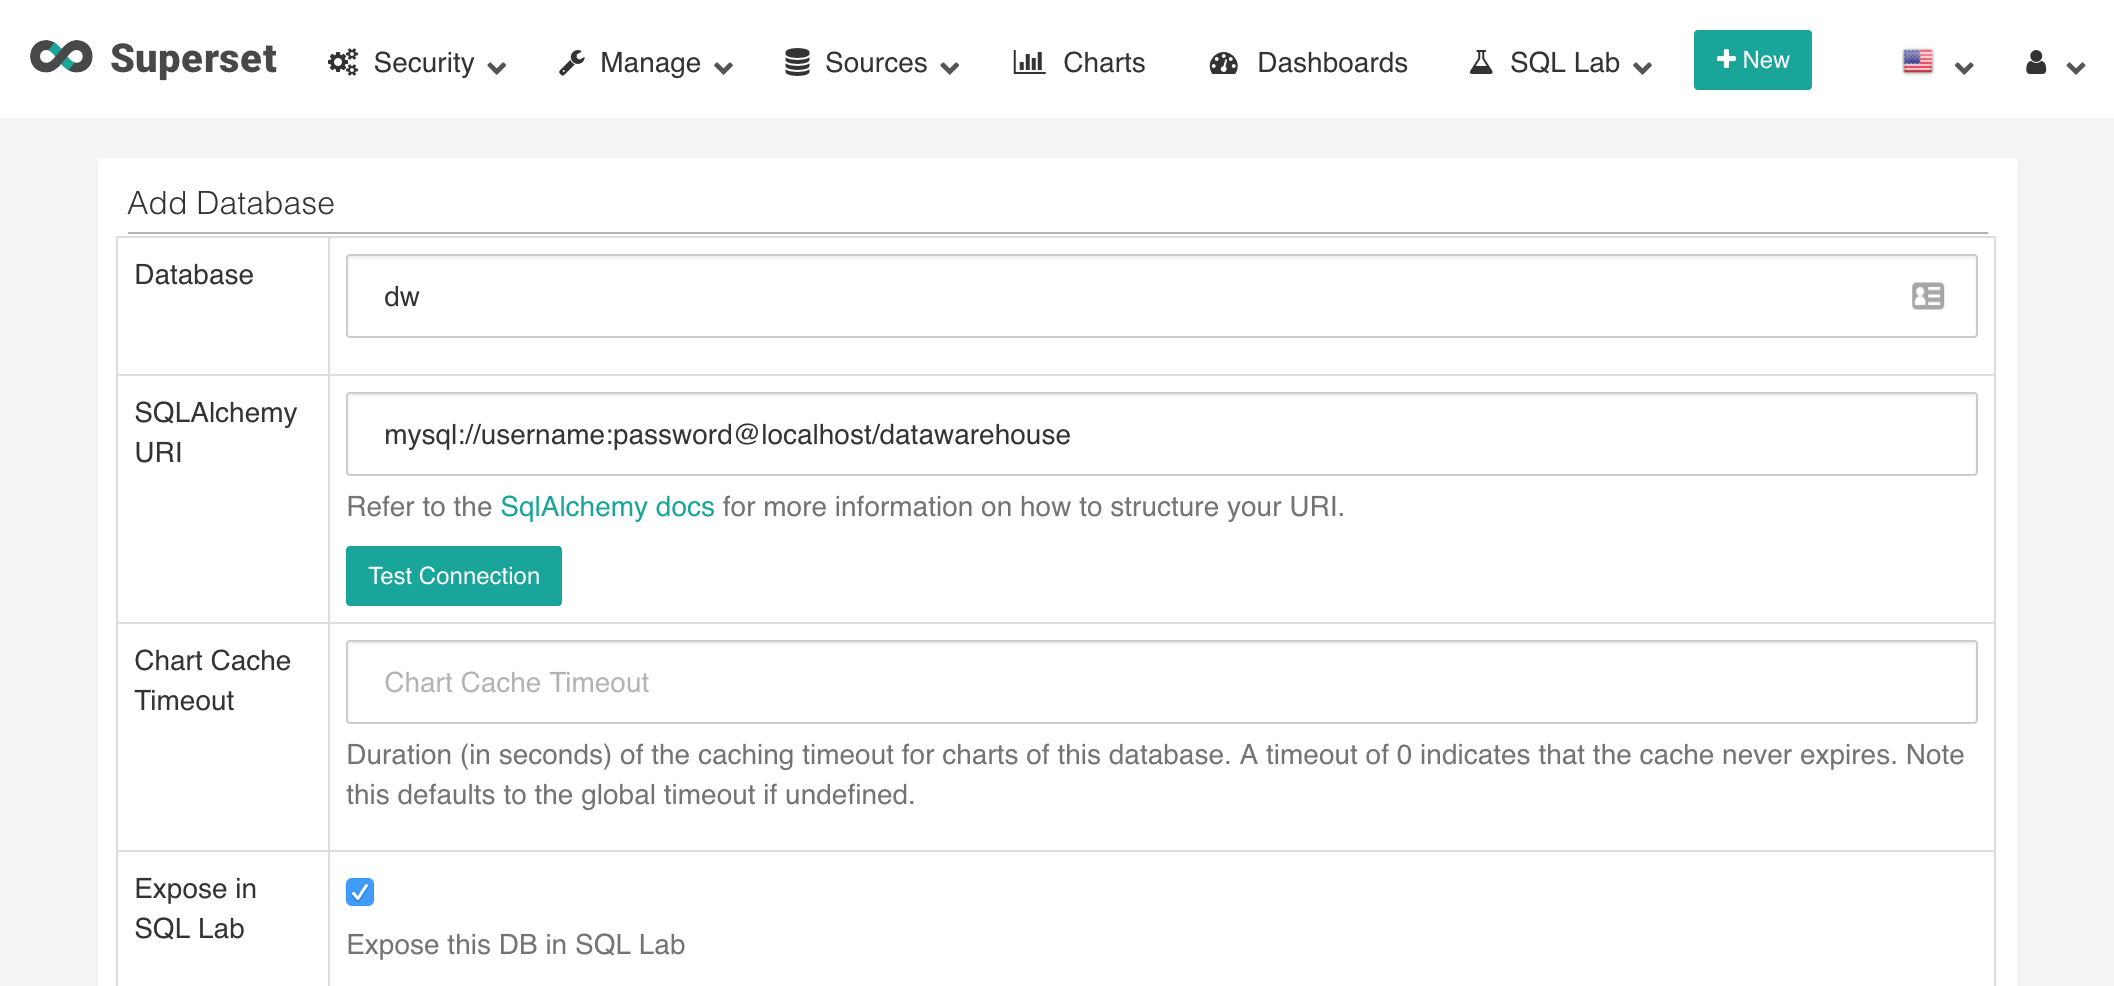 Superset Security Manage Sources Charts Dashboards SQL Lab + New
Add Database
Database
dw
SQLAlchemy URI
mysql://username:password@localhost/datawarehouse
Refer to the SqlAlchemy docs for more information on how to structure your URI.
Test Connection
Chart Cache Timeout
Chart Cache Timeout
Duration (in seconds) of the caching timeout for charts of this database. A timeout of 0 indicates that the cache never expires. Note
this defaults to the global timeout if undefined.
Expose in
SQL Lab
Expose this DB in SQL Lab